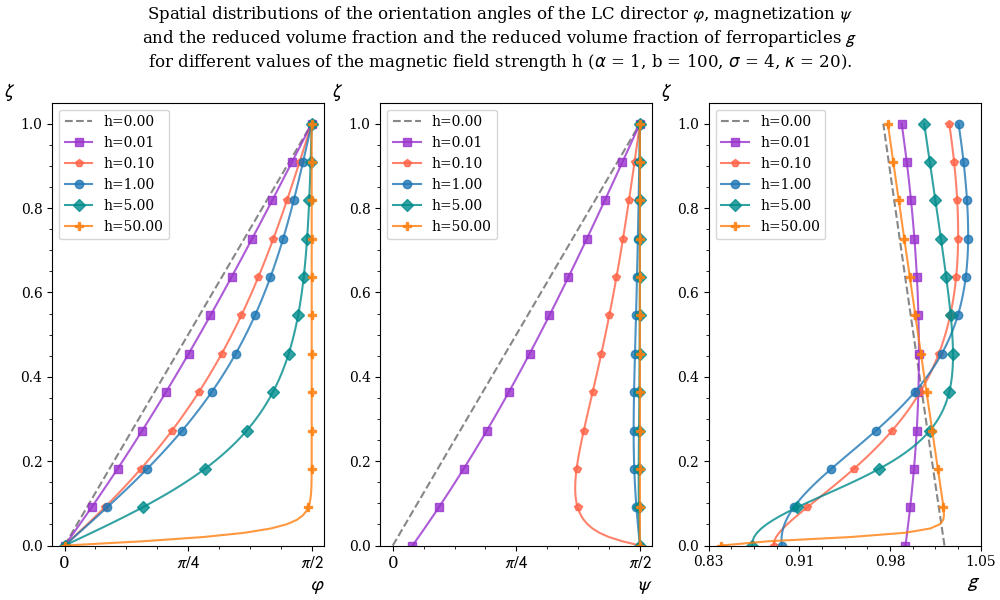 Spatial distributions of the orientation angles of the LC director φ, magnetization ψ
and the reduced volume fraction and the reduced volume fraction of ferroparticles g
for different values of the magnetic field strength h (α = 1, b = 100, σ = 4, κ = 20).
ζ
h=0.00
h=0.01
h=0.10
h=1.00
h=5.00
h=50.00
1.0
0.8
0.6
0.4
0.2
0.0
0 π/4 π/2
φ
ζ
h=0.00
h=0.01
h=0.10
h=1.00
h=5.00
h=50.00
1.0
0.8
0.6
0.4
0.2
0.0
0 π/4 π/2
ψ
ζ
h=0.00
h=0.01
h=0.10
h=1.00
h=5.00
h=50.00
1.0
0.8
0.6
0.4
0.2
0.0
0.83 0.91 0.98 1.05
g